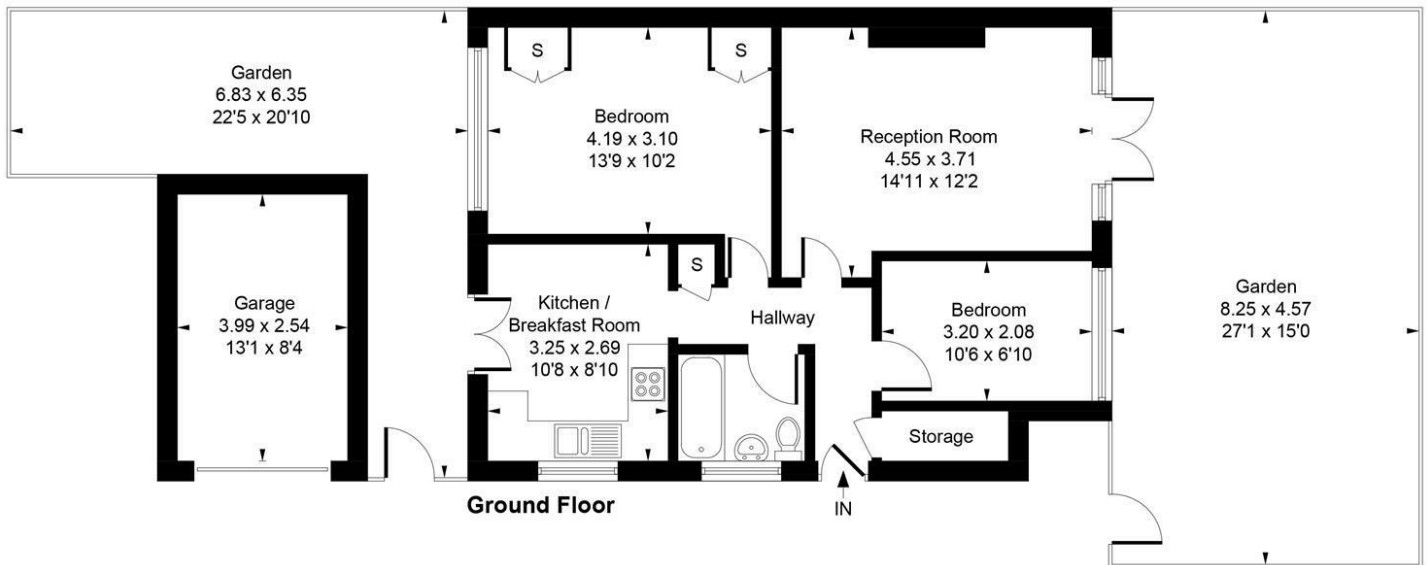 Garden
6.83 x 6.35
22'5 x 20'10
S
S
Bedroom
4.19 x 3.10
13'9 x 10'2
Reception Room
4.55 x 3.71
14'11 x 12'2
Garage
3.99 x 2.54
13'1 x 8'4
Kitchen /
Breakfast Room
3.25 x 2.69
10'8 x 8'10
S
Hallway
Bedroom
3.20 x 2.08
10'6 x 6'10
Garden
8.25 x 4.57
27'1 x 15'0
Storage
Ground Floor
IN